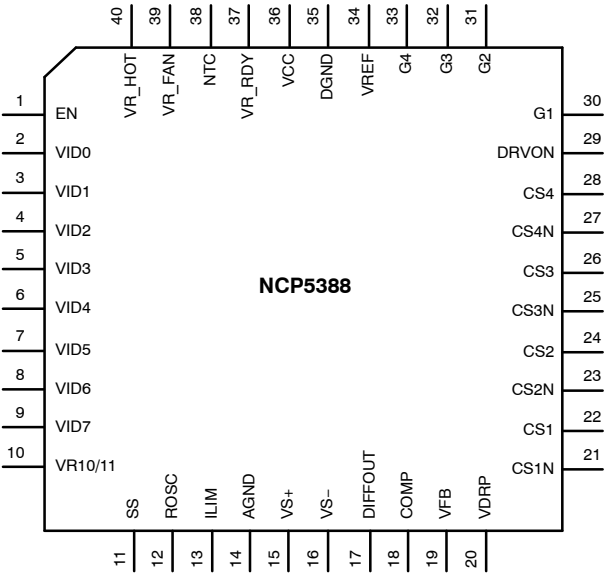 40 39 38 37 36 35 34 33 32 31
VR_HOT VR_FAN NTC VR_RDY VCC DGND VREF G4 G3 G2
1 EN G1 30
2 VID0 DRVON 29
3 VID1 CS4 28
4 VID2 CS4N 27
5 VID3 CS3 26
NCP5388
6 VID4 CS3N 25
7 VID5 CS2 24
8 VID6 CS2N 23
9 VID7 CS1 22
10 VR10/11 CS1N 21
SS ROSC ILIM AGND VS+ VS− DIFFOUT COMP VFB VDRP
11 12 13 14 15 16 17 18 19 20